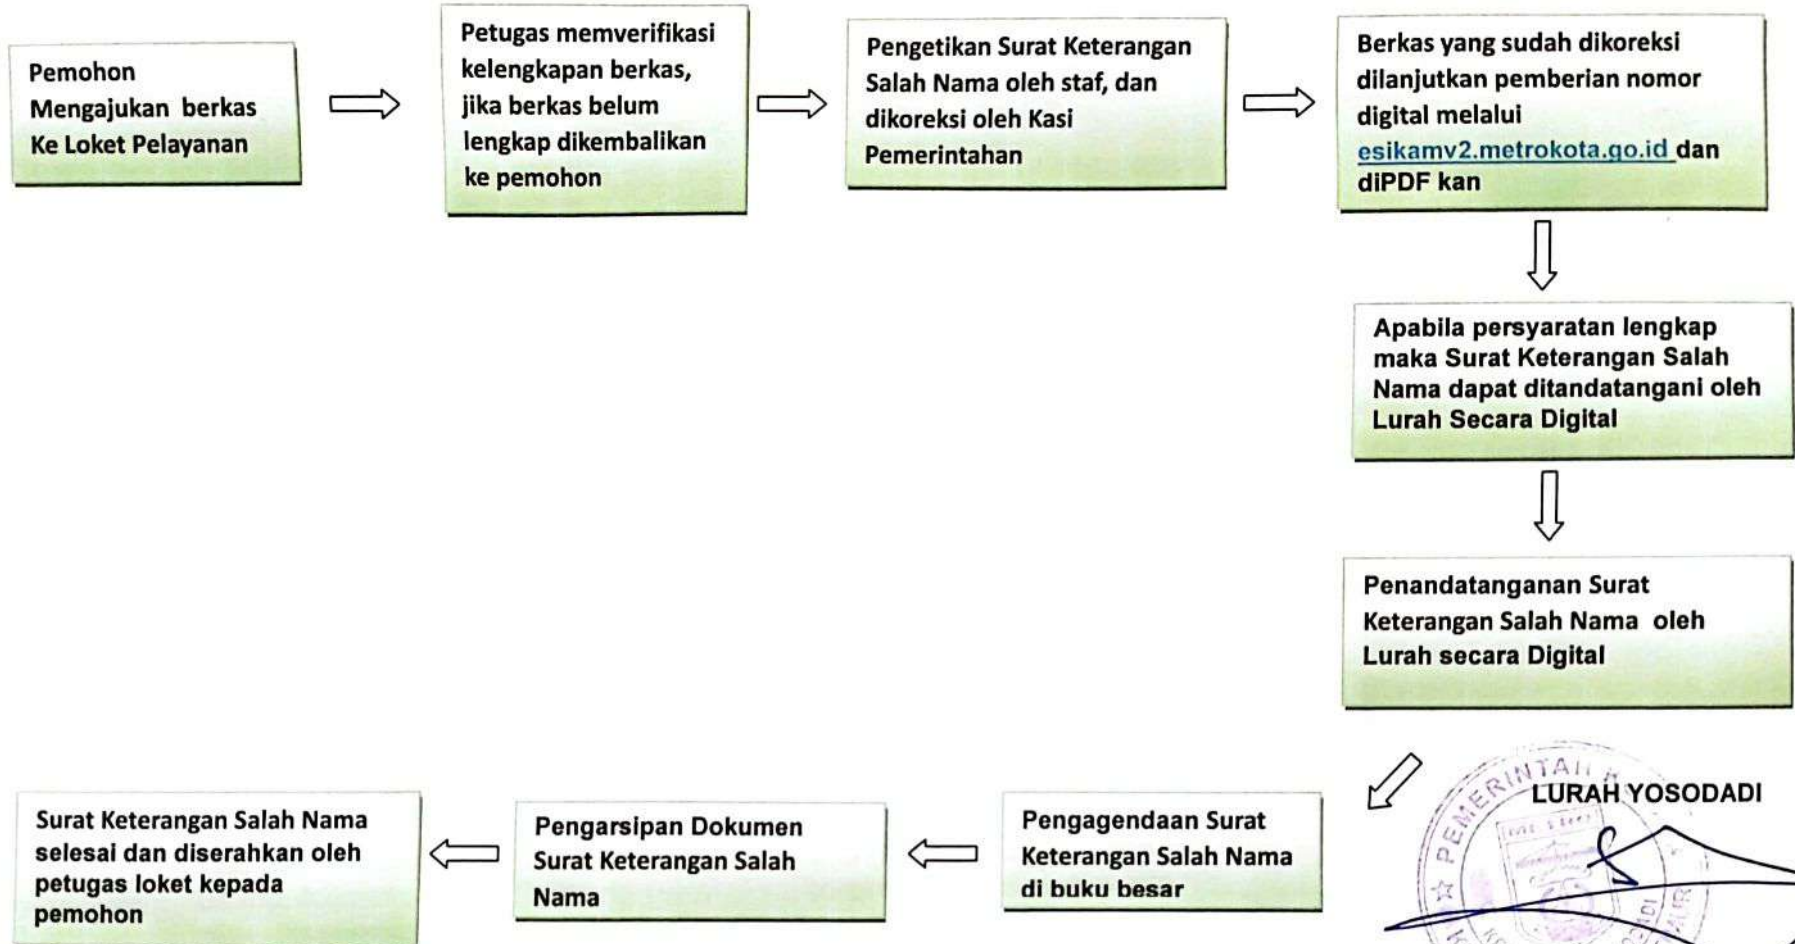 Pemohon
Mengajukan berkas
Ke Loket Pelayanan
Petugas memverifikasi
kelengkapan berkas,
jika berkas belum
lengkap dikembalikan
ke pemohon
Pengetikan Surat Keterangan
Salah Nama oleh staf, dan
dikoreksi oleh Kasi
Pemerintahan
Berkas yang sudah dikoreksi
dilanjutkan pemberian nomor
digital melalui
esikamv2.metrokota.go.id dan
diPDF kan
Apabila persyaratan lengkap
maka Surat Keterangan Salah
Nama dapat ditandatangani oleh
Lurah Secara Digital
Penandatanganan Surat
Keterangan Salah Nama oleh
Lurah secara Digital
Pengagendaan Surat
Keterangan Salah Nama
di buku besar
Pengarsipan Dokumen
Surat Keterangan Salah
Nama
Surat Keterangan Salah Nama
selesai dan diserahkan oleh
petugas loket kepada
pemohon
LURAH YOSODADI
PEMERINTAH